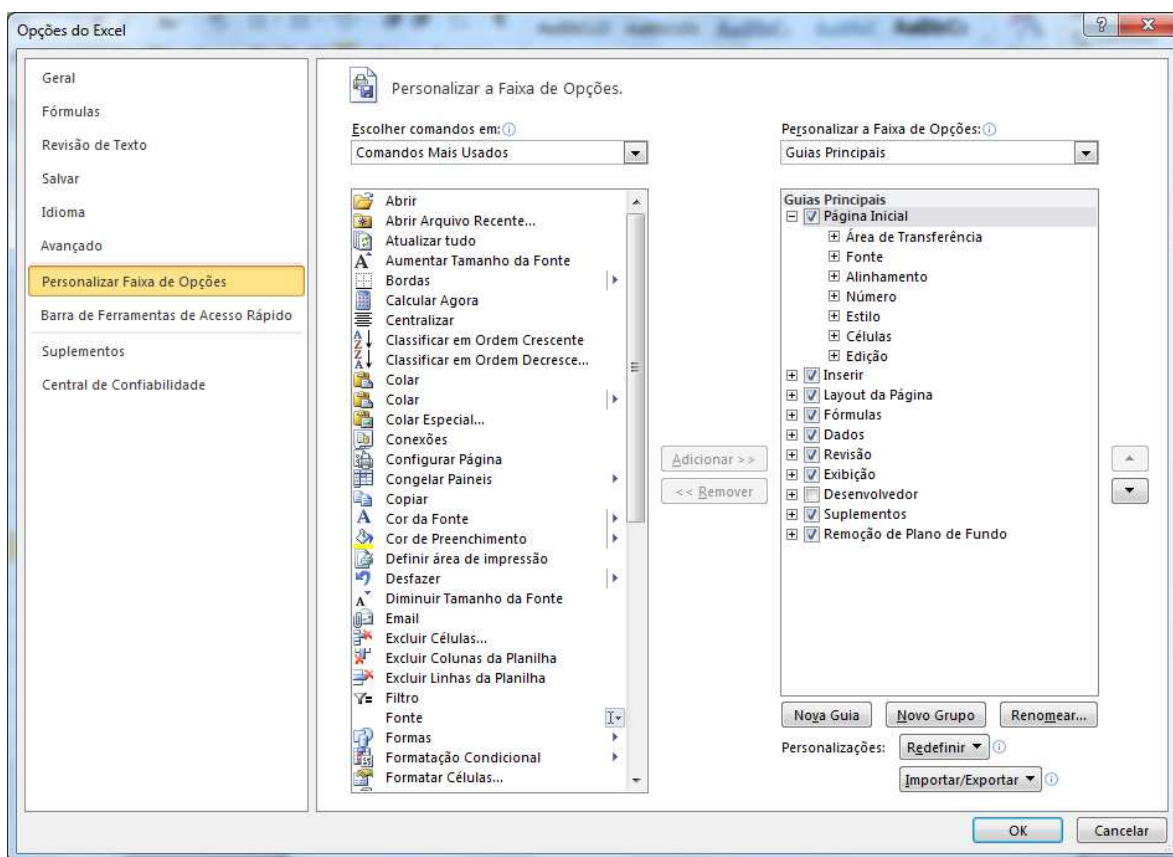 Opções do Excel
Geral
Fórmulas
Revisão de Texto
Salvar
Idioma
Avançado
Personalizar Faixa de Opções
Barra de Ferramentas de Acesso Rápido
Suplementos
Central de Confiabilidade
Personalizar a Faixa de Opções.
Escolher comandos em:
Comandos Mais Usados
Abrir
Abrir Arquivo Recente...
Atualizar tudo
Aumentar Tamanho da Fonte
Bordas
Calcular Agora
Centralizar
Classificar em Ordem Crescente
Classificar em Ordem Decresce...
Colar
Colar
Colar Especial...
Conexões
Configurar Página
Congelar Paineis
Copiar
Cor da Fonte
Cor de Preenchimento
Definir área de impressão
Desfazer
Diminuir Tamanho da Fonte
Email
Excluir Células...
Excluir Colunas da Planilha
Excluir Linhas da Planilha
Filtro
Fonte
Formas
Formatação Condicional
Formatar Células...
Adicionar >>
<< Remover
Personalizar a Faixa de Opções:
Guias Principais
Guias Principais
Página Inicial
Área de Transferência
Fonte
Alinhamento
Número
Estilo
Células
Edição
Inserir
Layout da Página
Fórmulas
Dados
Revisão
Exibição
Desenvolvedor
Suplementos
Remoção de Plano de Fundo
Nova Guia Novo Grupo Renomear...
Personalizações: Redefinir
Importar/Exportar
OK Cancelar